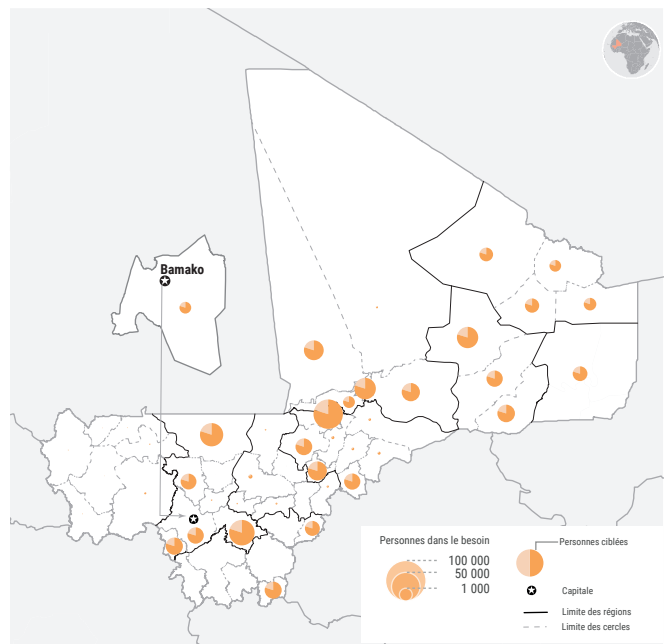 Bamako
Personnes dans le besoin
100 000
50 000
1 000
Personnes ciblées
Capitale
Limite des régions
Limite des cercles